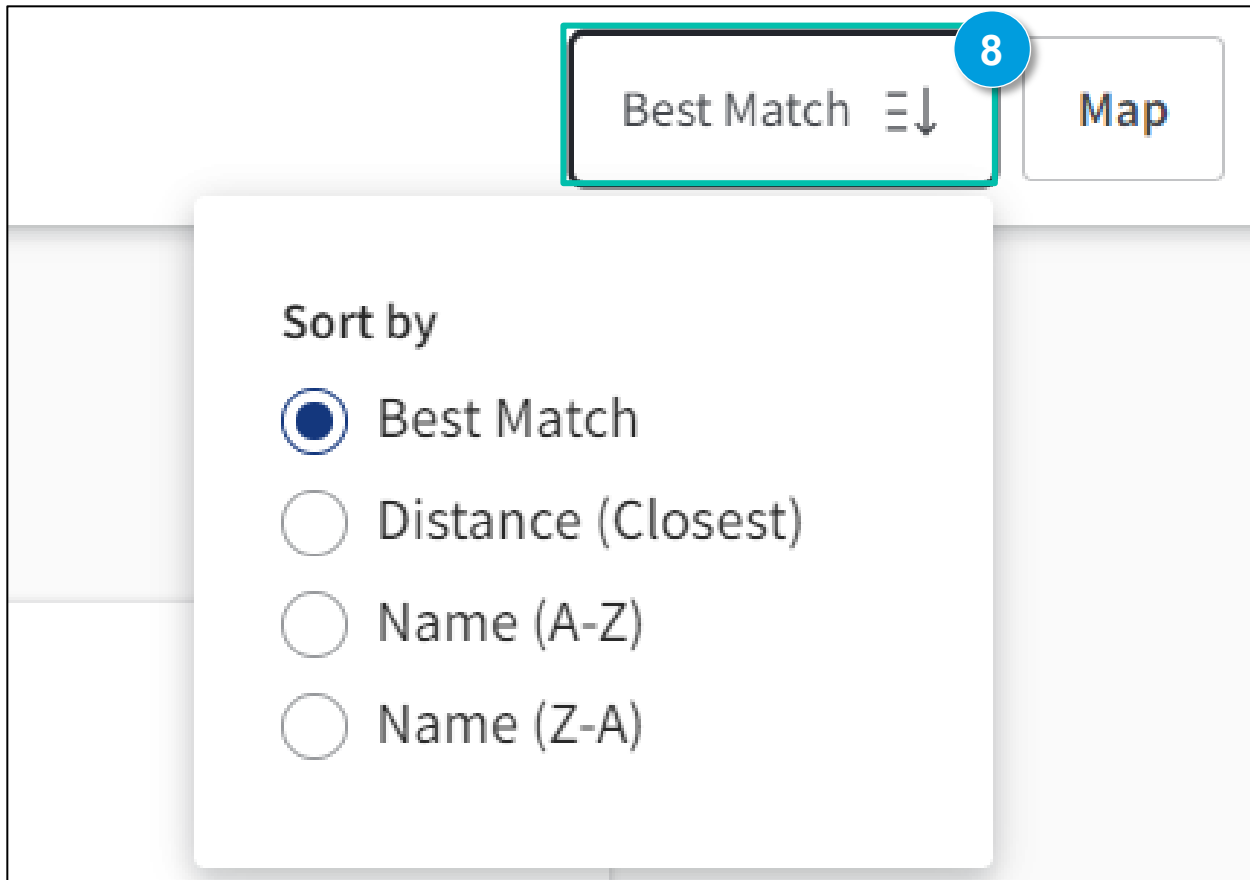 8
Best Match
Map
Sort by
Best Match
Distance (Closest)
Name (A-Z)
Name (Z-A)